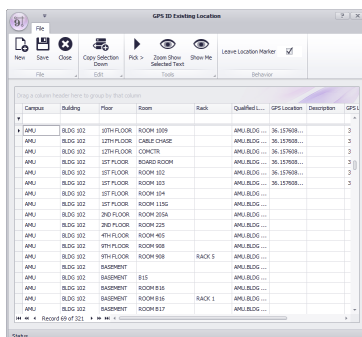 GPS ID Existing Location
File
New Save Close Copy Selection Down Pick > Zoom Show Selected Text Show Me Leave Location Marker
File Edit Tools Behavior
Drag a column header here to group by that column
Campus Building Floor Room Rack Qualified L... GPS Location Description GPS L
AMU BLDG 102 10TH FLOOR ROOM 1009 AMU.BLDG ... 36.157608... 3
AMU BLDG 102 12TH FLOOR CABLE CHASE AMU.BLDG ... 36.157608... 3
AMU BLDG 102 12TH FLOOR COMCTR AMU.BLDG ... 36.157608... 3
AMU BLDG 102 1ST FLOOR BOARD ROOM AMU.BLDG ... 36.157608... 3
AMU BLDG 102 1ST FLOOR ROOM 102 AMU.BLDG ... 36.157608... 3
AMU BLDG 102 1ST FLOOR ROOM 103 AMU.BLDG ... 36.157608... 3
AMU BLDG 102 1ST FLOOR ROOM 104 AMU.BLDG ...
AMU BLDG 102 1ST FLOOR ROOM 115G AMU.BLDG ...
AMU BLDG 102 2ND FLOOR ROOM 205A AMU.BLDG ...
AMU BLDG 102 2ND FLOOR ROOM 225 AMU.BLDG ...
AMU BLDG 102 4TH FLOOR ROOM 405 AMU.BLDG ...
AMU BLDG 102 9TH FLOOR ROOM 908 AMU.BLDG ...
AMU BLDG 102 9TH FLOOR ROOM 908 RACK 5 AMU.BLDG ...
AMU BLDG 102 BASEMENT AMU.BLDG ...
AMU BLDG 102 BASEMENT B15 AMU.BLDG ...
AMU BLDG 102 BASEMENT ROOM B16 AMU.BLDG ...
AMU BLDG 102 BASEMENT ROOM B16 RACK 1 AMU.BLDG ...
AMU BLDG 102 BASEMENT ROOM B17 AMU.BLDG ...
Record 69 of 321
Status